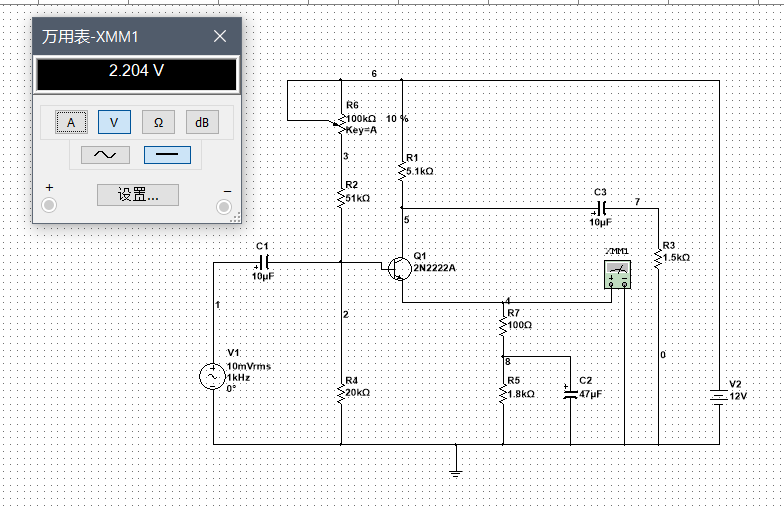 万用表-XMM1
2.204 V
A
V
Ω
dB
+
设置...
−
6
R6
100kΩ
10 %
Key=A
3
R1
5.1kΩ
R2
51kΩ
5
C3
10µF
7
C1
10µF
Q1
2N2222A
XMM1
R3
1.5kΩ
1
2
4
R7
100Ω
8
0
V1
10mVrms
1kHz
0°
R4
20kΩ
R5
1.8kΩ
C2
47µF
V2
12V